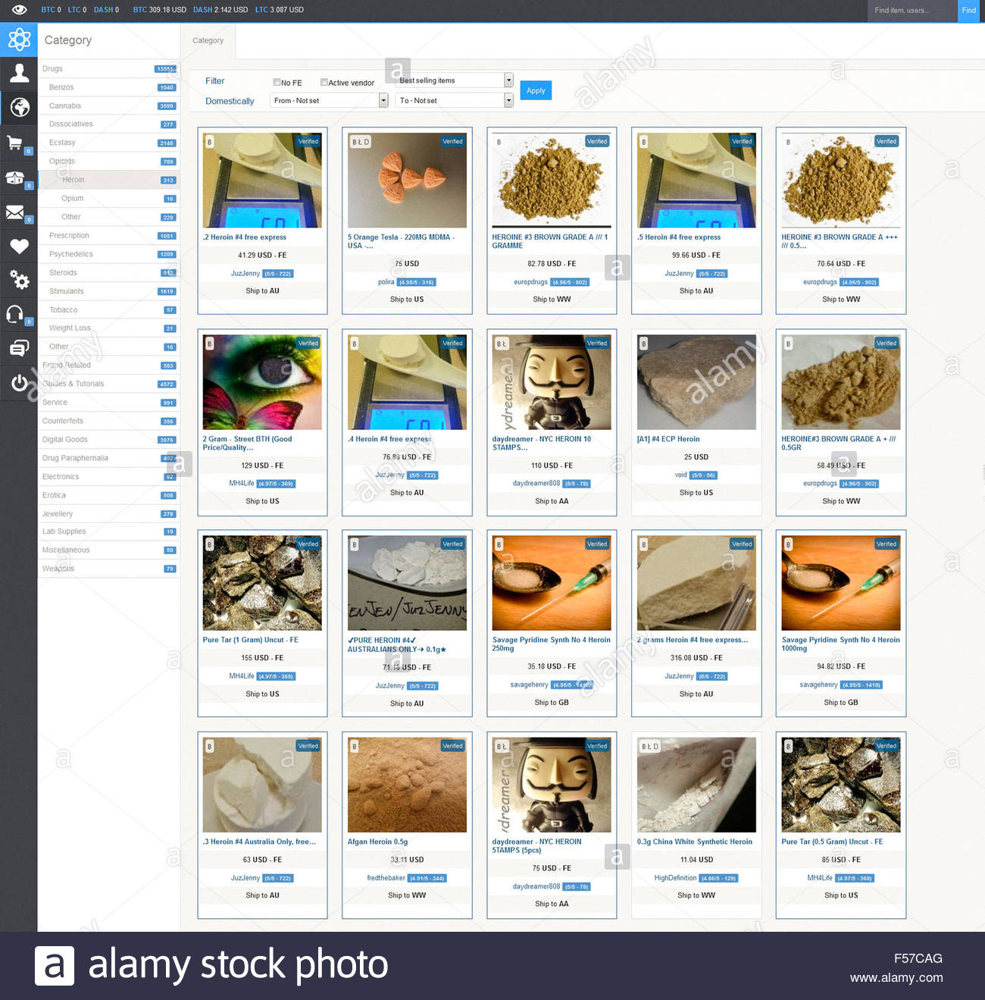 BTC 0 LTC 0 DASH 0 BTC 309.18 USD DASH 2.142 USD LTC 3.087 USD
Find item, users... Find
Category
Category
Drugs 13551
Benzos 1040
Cannabis 3599
Dissociatives 277
Ecstasy 2148
Opioids 789
Heroin 313
Opium 16
Other 229
Prescription 1051
Psychedelics 1209
Steroids 513
Stimulants 1619
Tobacco 57
Weight Loss 21
Other 16
Fraud Related 583
Guides & Tutorials 4572
Service 991
Counterfeits 356
Digital Goods 3976
Drug Paraphernalia 402
Electronics 62
Erotica 508
Jewellery 278
Lab Supplies 19
Miscellaneous 59
Weapons 79
0
0
0
0
Filter No FE Active vendor Best selling items Apply
Domestically From - Not set To - Not set
B Verified
.2 Heroin #4 free express
41.29 USD - FE
JuzJenny (5/5 - 722)
Ship to AU
B Ł D Verified
5 Orange Tesla - 220MG MDMA -
USA -...
75 USD
polira (4.98/5 - 316)
Ship to US
B Verified
HEROINE #3 BROWN GRADE A /// 1
GRAMME
82.78 USD - FE
europdrugs (4.96/5 - 902)
Ship to WW
B Verified
.5 Heroin #4 free express
99.66 USD - FE
JuzJenny (5/5 - 722)
Ship to AU
B Verified
HEROINE #3 BROWN GRADE A +++
/// 0.5...
70.64 USD - FE
europdrugs (4.96/5 - 902)
Ship to WW
B Verified
2 Gram - Street BTH (Good
Price/Quality...
129 USD - FE
MH4Life (4.97/5 - 369)
Ship to US
B Verified
.4 Heroin #4 free express
76.83 USD - FE
JuzJenny (5/5 - 722)
Ship to AU
B Ł Verified
ydreamer
daydreamer - NYC HEROIN 10
STAMPS...
110 USD - FE
daydreamer808 (5/5 - 78)
Ship to AA
B
[A1] #4 ECP Heroin
25 USD
void (5/5 - 56)
Ship to US
B Verified
HEROINE#3 BROWN GRADE A + ///
0.5GR
58.49 USD - FE
europdrugs (4.96/5 - 902)
Ship to WW
B Verified
Pure Tar (1 Gram) Uncut - FE
155 USD - FE
MH4Life (4.97/5 - 369)
Ship to US
B Verified
ENJEN/JUZJENNY
✔PURE HEROIN #4✔
AUSTRALIANS ONLY➔ 0.1g★
71.18 USD - FE
JuzJenny (5/5 - 722)
Ship to AU
B Verified
Savage Pyridine Synth No 4 Heroin
250mg
35.18 USD - FE
savagehenry (4.95/5 - 1410)
Ship to GB
B Verified
2 grams Heroin #4 free express...
316.08 USD - FE
JuzJenny (5/5 - 722)
Ship to AU
B Verified
Savage Pyridine Synth No 4 Heroin
1000mg
94.82 USD - FE
savagehenry (4.95/5 - 1410)
Ship to GB
B Verified
.3 Heroin #4 Australia Only, free...
63 USD - FE
JuzJenny (5/5 - 722)
Ship to AU
B Verified
Afgan Heroin 0.5g
33.11 USD
fredthebaker (4.91/5 - 344)
Ship to WW
B Ł Verified
ydreamer
daydreamer - NYC HEROIN
5TAMPS (5pcs)
75 USD - FE
daydreamer808 (5/5 - 78)
Ship to AA
B Ł D
0.3g China White Synthetic Heroin
11.04 USD
HighDefinition (4.86/5 - 129)
Ship to WW
B Verified
Pure Tar (0.5 Gram) Uncut - FE
85 USD - FE
MH4Life (4.97/5 - 369)
Ship to US
alamy
alamy
alamy
alamy
alamy
a alamy stock photo
F57CAG
www.alamy.com